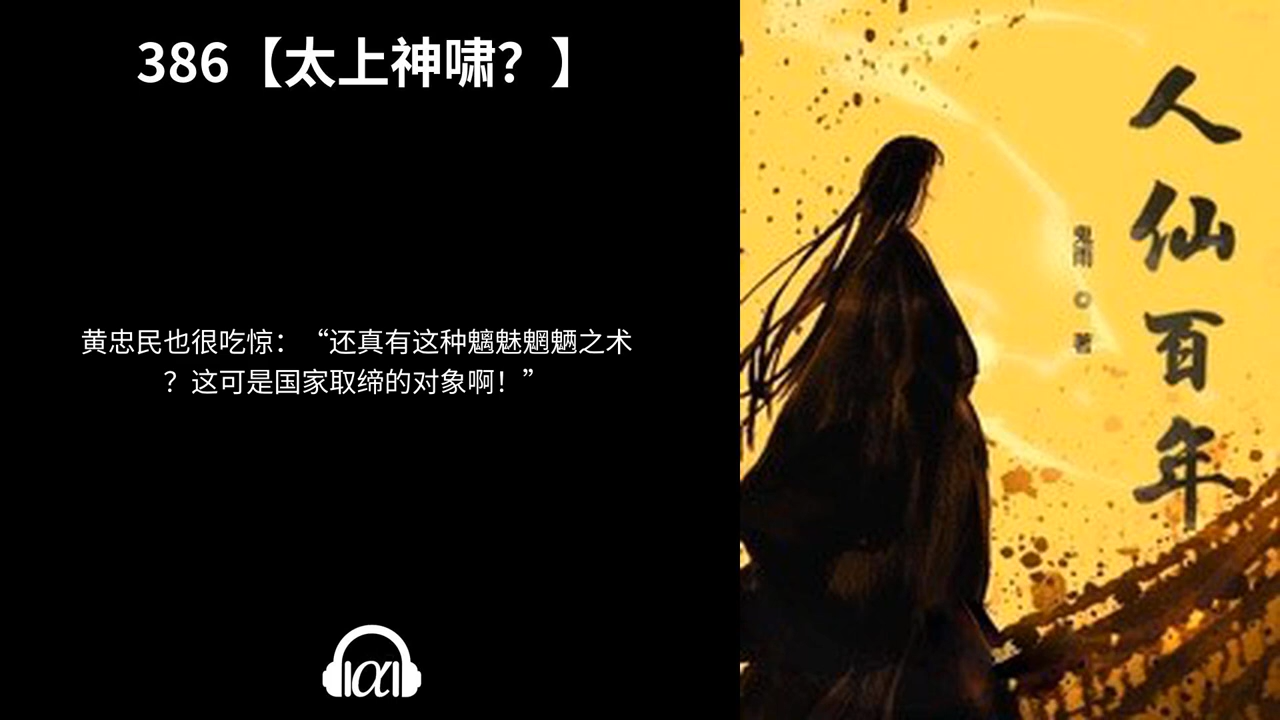 386【太上神啸？】
黄忠民也很吃惊：“还真有这种魑魅魍魉之术
？这可是国家取缔的对象啊！”
人仙百年
鬼雨 © 著